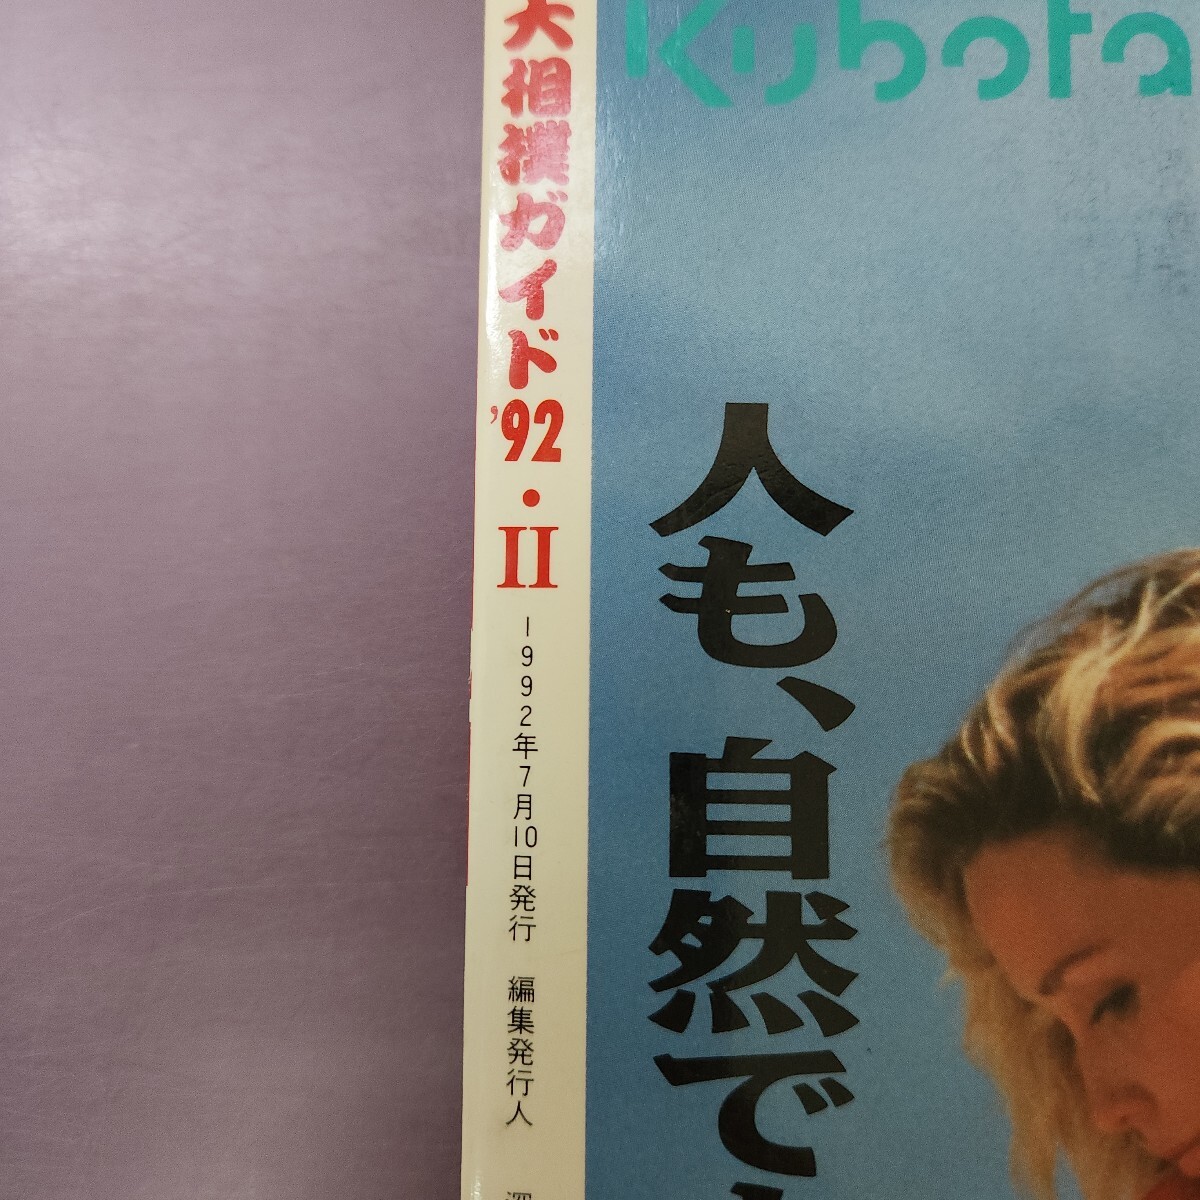 大相撲ガイド'92・II
1992年7月10日発行 編集発行人
Kubota
人も、自然で